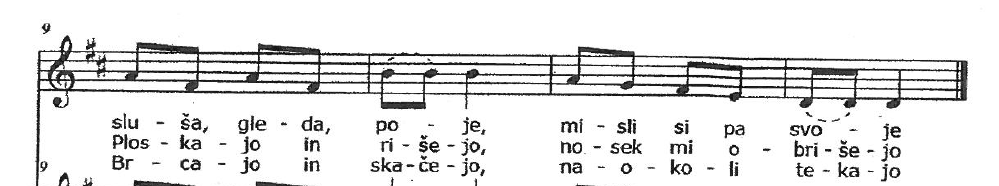 9
slu - ša, gle - da, po - je, mi - sli si pa svo - je
Plos - ka - jo in ri - še - jo, no - sek mi o - bri - še - jo
Br - ca - jo in ska - če - jo, na - o - ko - li te - ka - jo
9